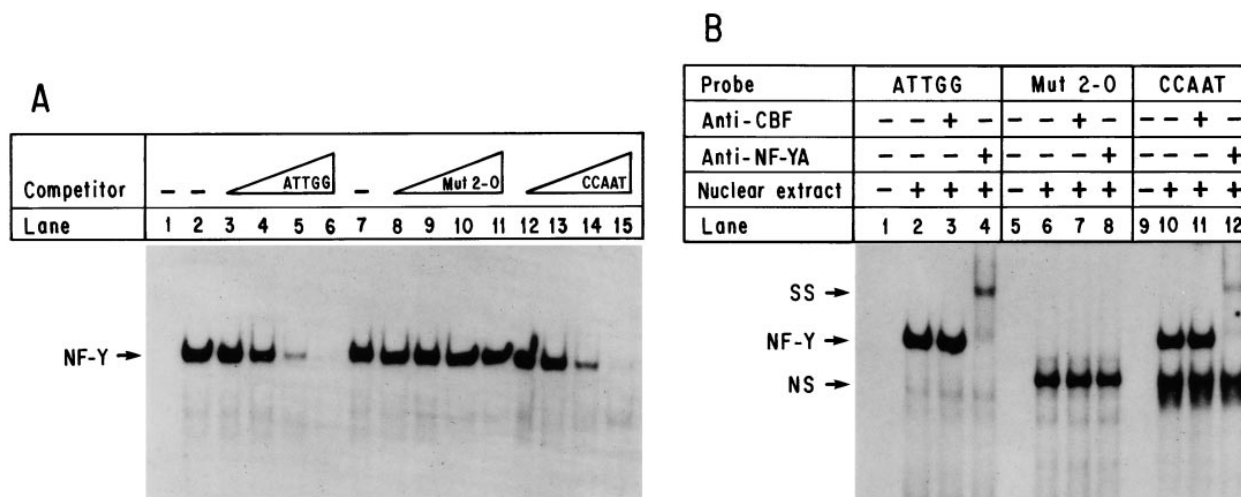 A
Competitor – – ATTGG – Mut 2-0 CCAAT
Lane 1 2 3 4 5 6 7 8 9 10 11 12 13 14 15
NF-Y →
B
Probe ATTGG Mut 2-0 CCAAT
Anti-CBF – – + – – – + – – – + –
Anti-NF-YA – – – + – – – + – – – +
Nuclear extract – + + + – + + + – + + +
Lane 1 2 3 4 5 6 7 8 9 10 11 12
SS →
NF-Y →
NS →